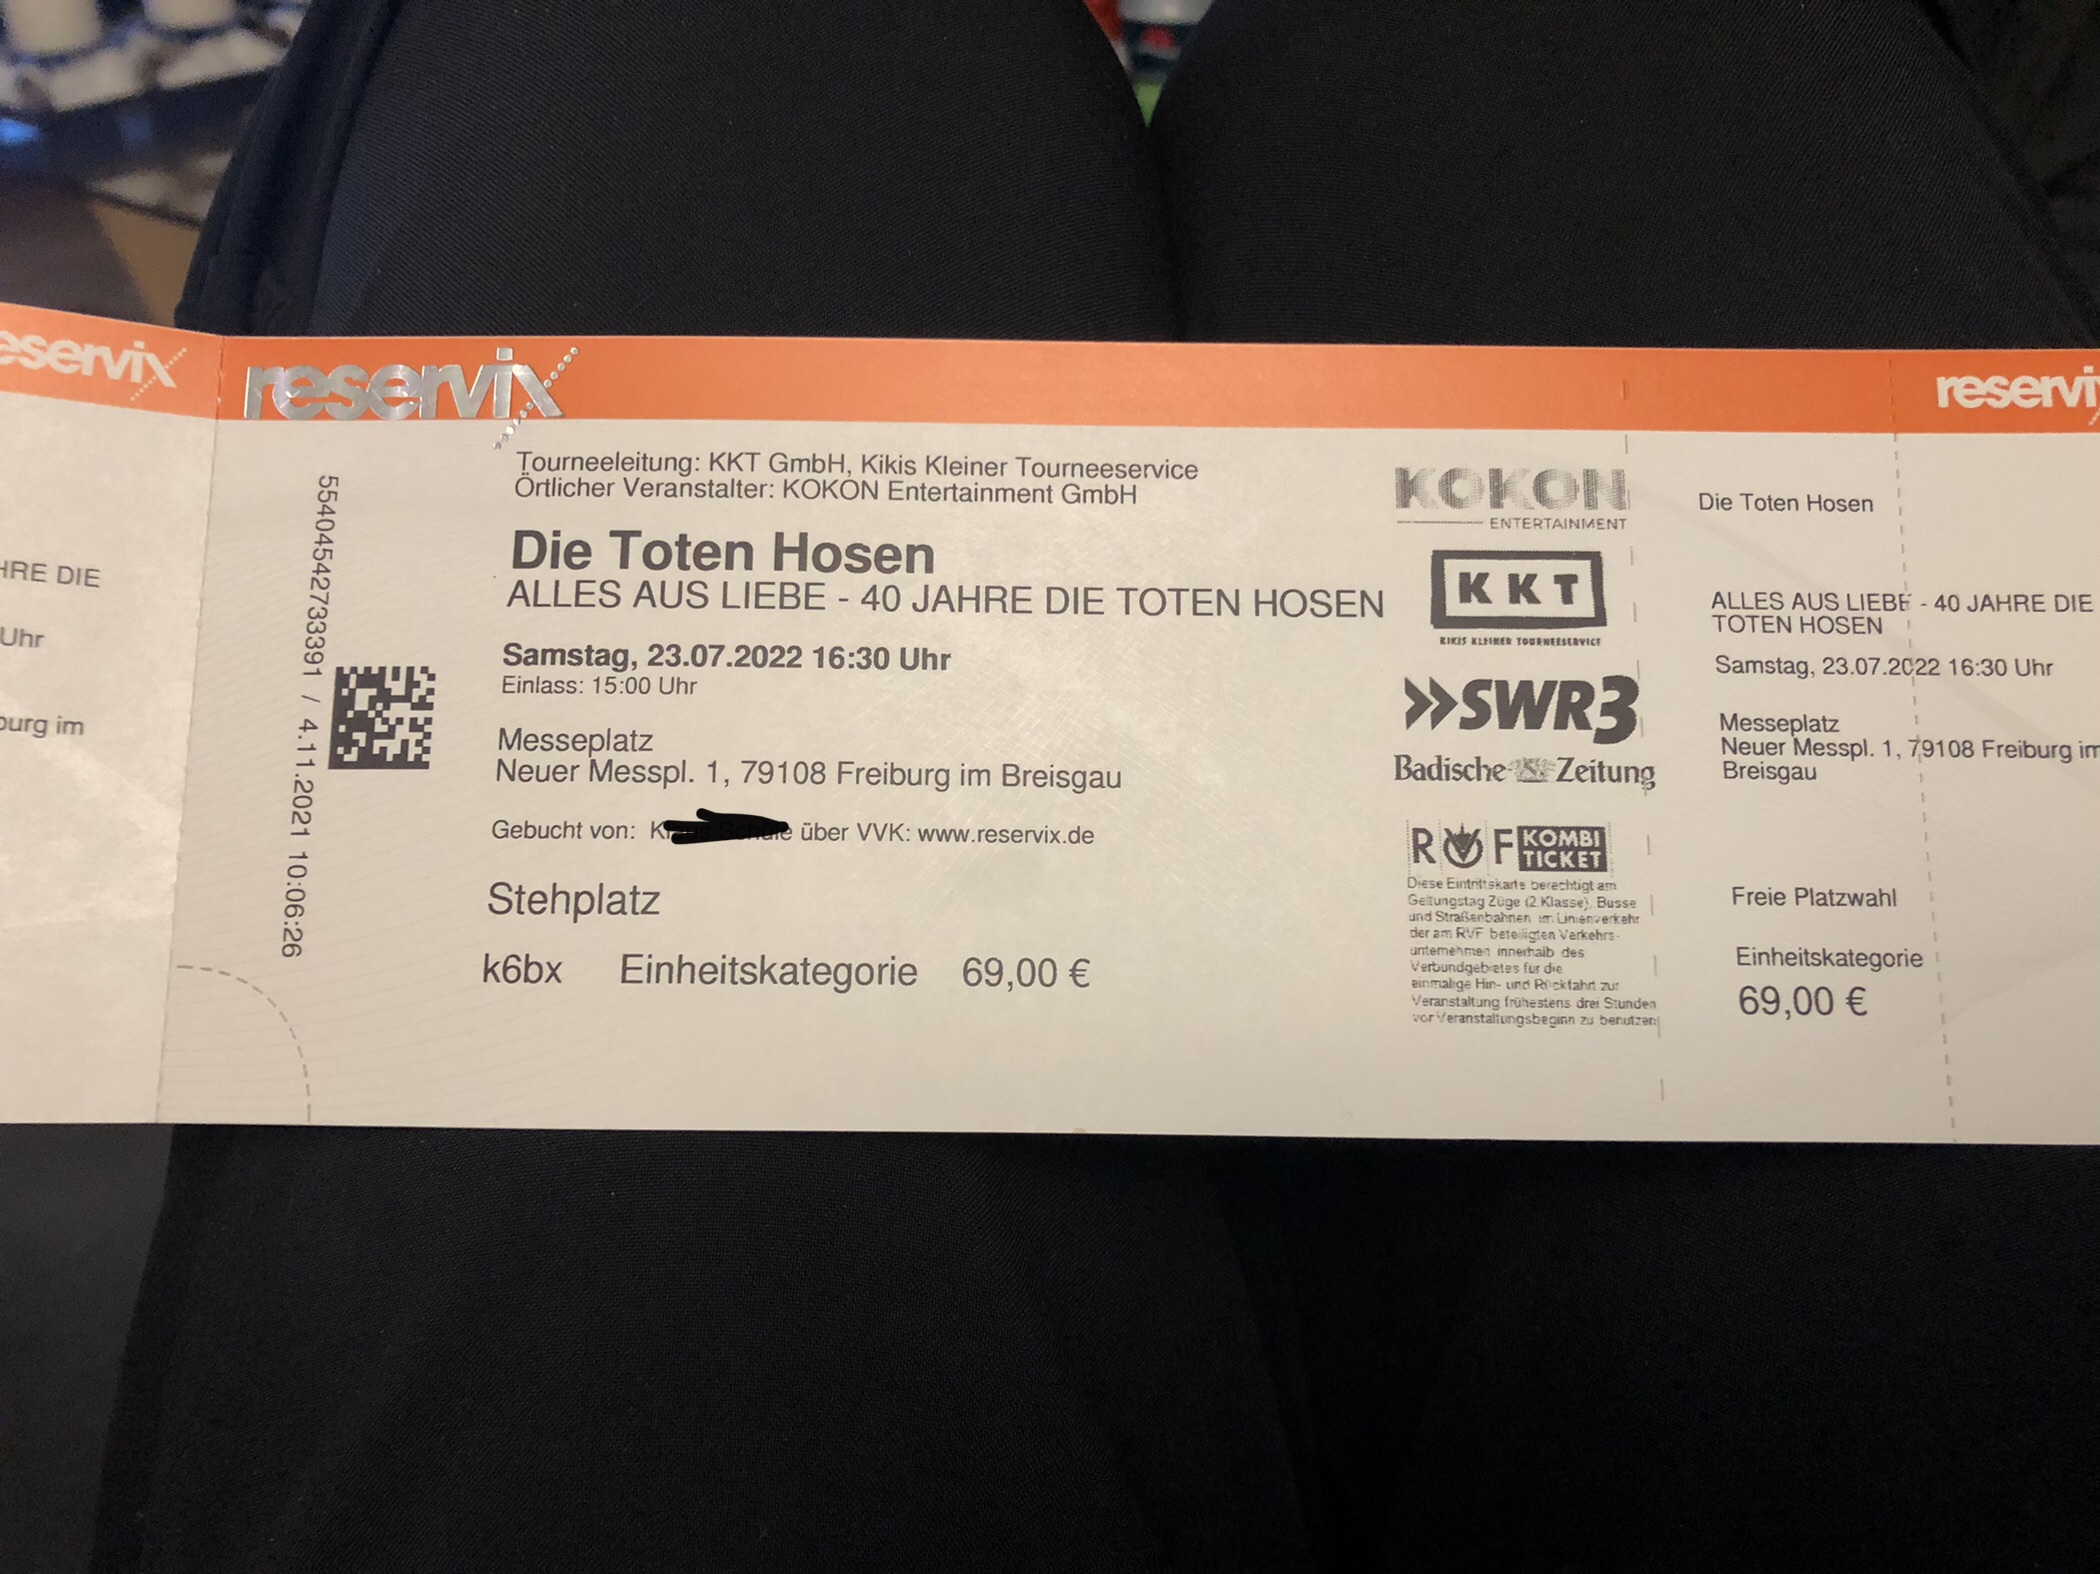 eservix
HRE DIE
Uhr
burg im
reservix
55404542733391 / 4.11.2021 10:06:26
Tourneeleitung: KKT GmbH, Kikis Kleiner Tourneeservice
Örtlicher Veranstalter: KOKON Entertainment GmbH
Die Toten Hosen
ALLES AUS LIEBE - 40 JAHRE DIE TOTEN HOSEN
Samstag, 23.07.2022 16:30 Uhr
Einlass: 15:00 Uhr
Messeplatz
Neuer Messpl. 1, 79108 Freiburg im Breisgau
Gebucht von: über VVK: www.reservix.de
Stehplatz
k6bx Einheitskategorie 69,00 €
KOKON
ENTERTAINMENT
KKT
KIKIS KLEINER TOURNEESERVICE
SWR3
Badische Zeitung
RVF KOMBI
TICKET
Diese Eintrittskarte berechtigt am
Geltungstag Züge (2.Klasse), Busse
und Straßenbahnen im Linienverkehr
der am RVF beteiligten Verkehrs-
unternehmen innerhalb des
Verbundgebietes für die
einmalige Hin- und Rückfahrt zur
Veranstaltung frühestens drei Stunden
vor Veranstaltungsbeginn zu benutzen
reservi
Die Toten Hosen
ALLES AUS LIEBE - 40 JAHRE DIE
TOTEN HOSEN
Samstag, 23.07.2022 16:30 Uhr
Messeplatz
Neuer Messpl. 1, 79108 Freiburg im
Breisgau
Freie Platzwahl
Einheitskategorie
69,00 €